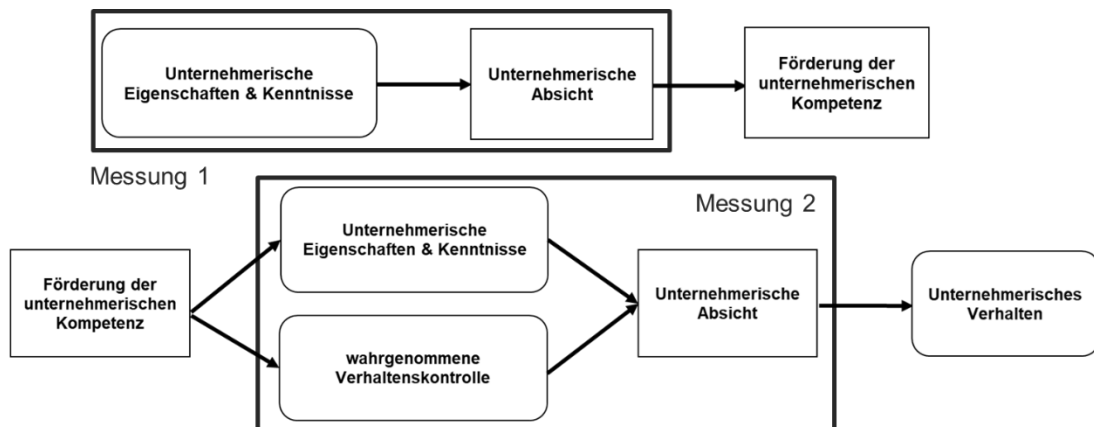 Unternehmerische
Eigenschaften & Kenntnisse
Unternehmerische
Absicht
Förderung der
unternehmerischen
Kompetenz
Messung 1
Messung 2
Förderung der
unternehmerischen
Kompetenz
Unternehmerische
Eigenschaften & Kenntnisse
wahrgenommene
Verhaltenskontrolle
Unternehmerische
Absicht
Unternehmerisches
Verhalten